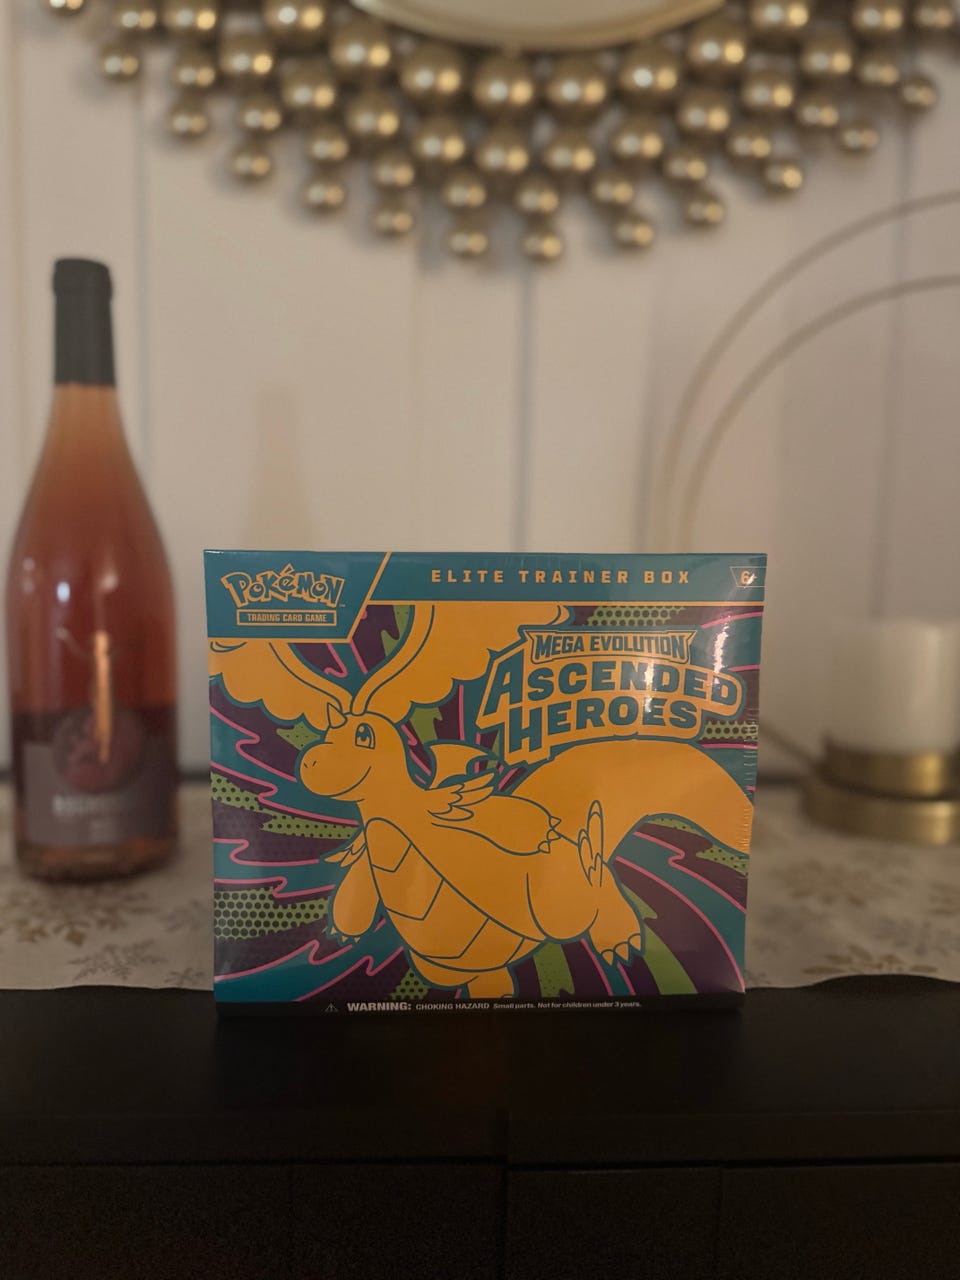 POKéMON
TRADING CARD GAME
ELITE TRAINER BOX
6+
MEGA EVOLUTION
ASCENDED
HEROES
WARNING: CHOKING HAZARD Small parts. Not for children under 3 years.